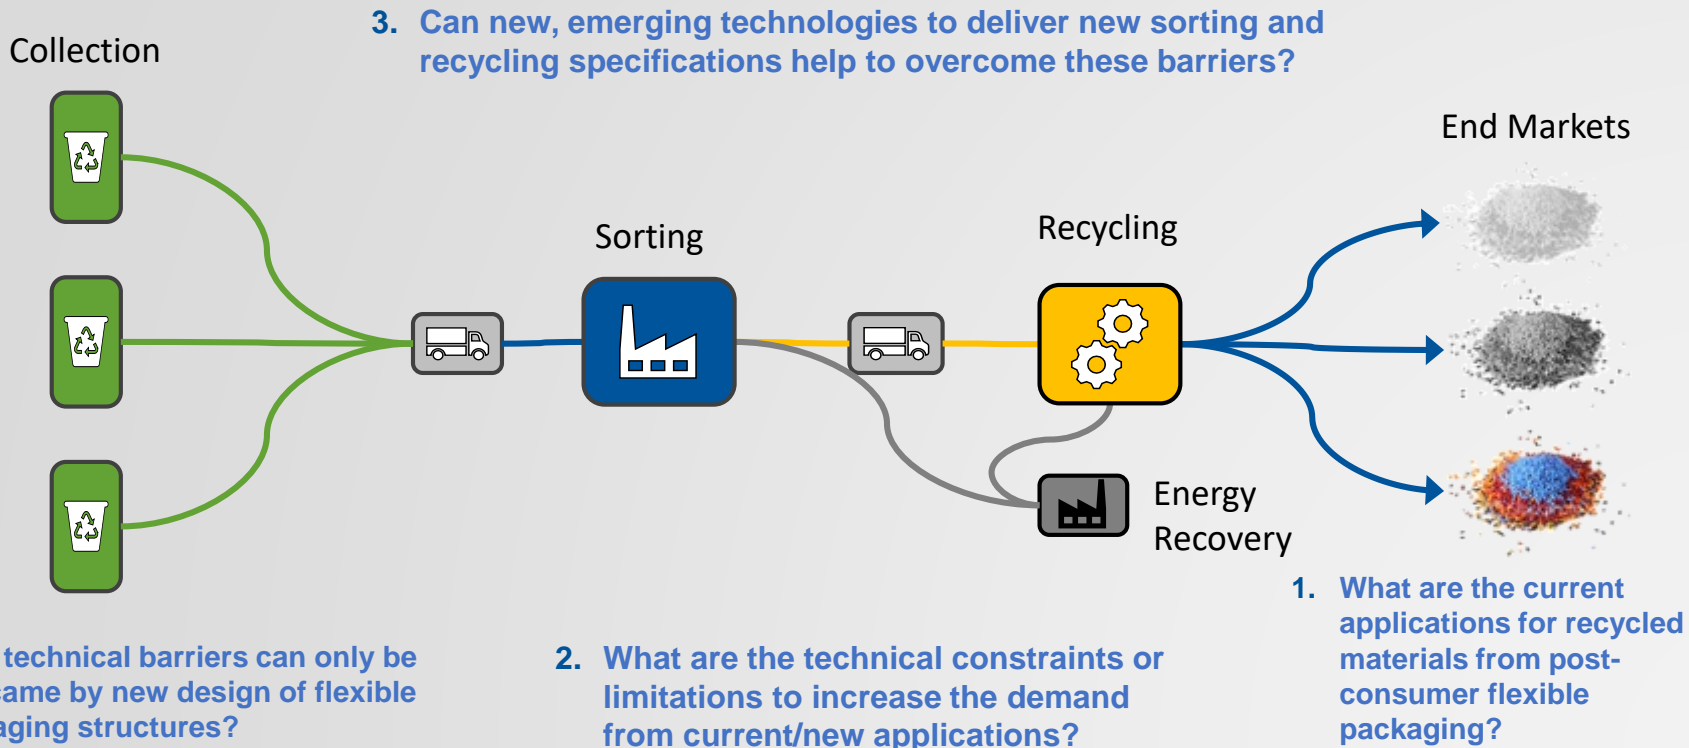 3. Can new, emerging technologies to deliver new sorting and
recycling specifications help to overcome these barriers?
Collection
End Markets
Sorting
Recycling
Energy
Recovery
1. What are the current
applications for recycled
materials from post-
consumer flexible
packaging?
2. What are the technical constraints or
limitations to increase the demand
from current/new applications?
technical barriers can only be
came by new design of flexible
aging structures?